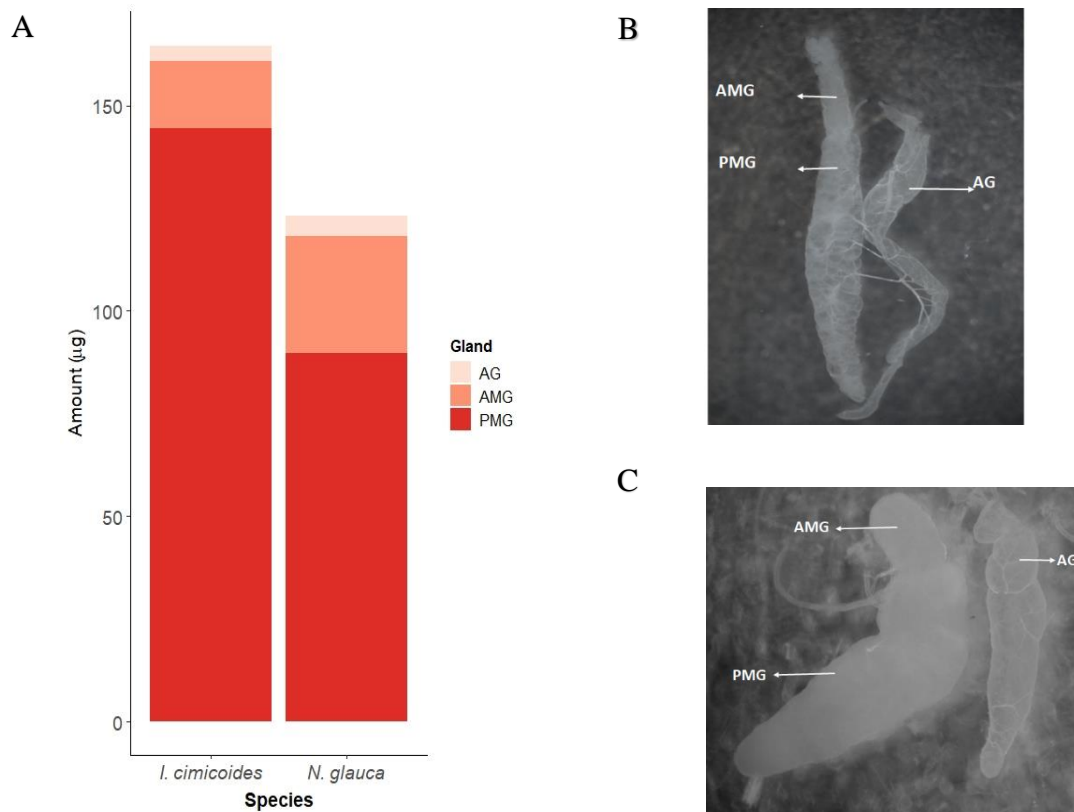 A
Amount (µg)
150
100
50
0
I. cimicoides
N. glauca
Species
Gland
AG
AMG
PMG
B
AMG
PMG
AG
C
AMG
AG
PMG